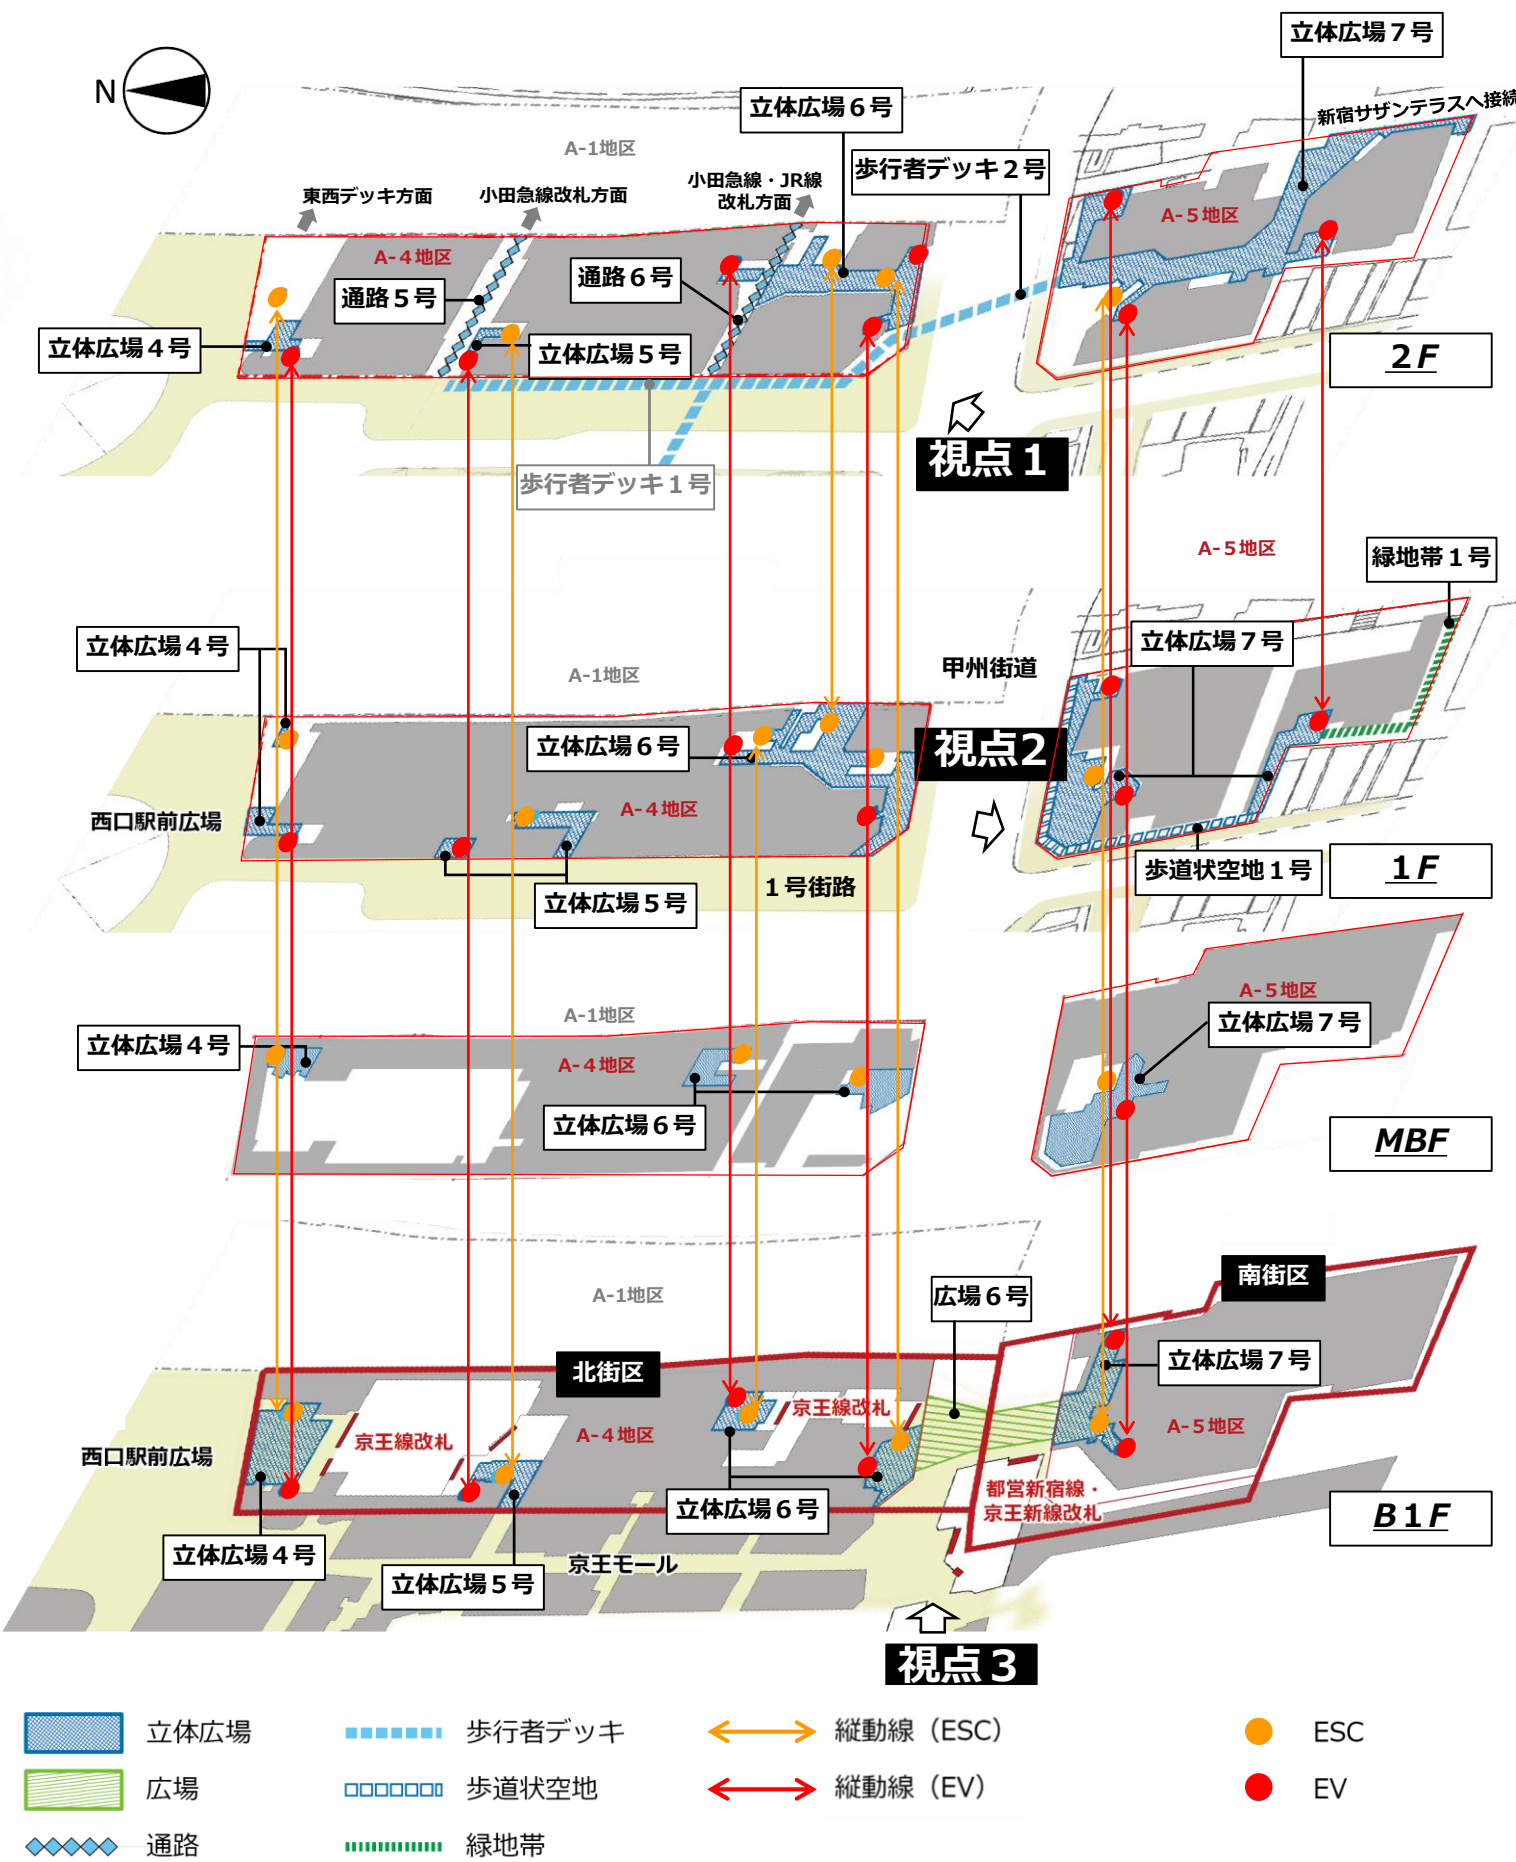 立体広場７号
新宿サザンテラスへ接続
N
立体広場６号
A-1地区
歩行者デッキ２号
小田急線・JR線
改札方面
東西デッキ方面
小田急線改札方面
A-５地区
A-４地区
通路６号
通路５号
立体広場４号
立体広場５号
2F
視点１
歩行者デッキ１号
A-５地区
緑地帯１号
立体広場４号
立体広場７号
A-1地区
甲州街道
立体広場６号
視点2
A-４地区
西口駅前広場
１号街路
歩道状空地１号
1F
立体広場５号
A-５地区
A-1地区
立体広場７号
立体広場４号
A-４地区
立体広場６号
MBF
南街区
A-1地区
広場６号
北街区
立体広場７号
京王線改札
京王線改札
A-４地区
A-５地区
西口駅前広場
都営新宿線・
京王新線改札
立体広場６号
B１F
立体広場４号
京王モール
立体広場５号
視点３
立体広場
歩行者デッキ
縦動線（ESC）
ESC
広場
歩道状空地
縦動線（EV）
EV
通路
緑地帯